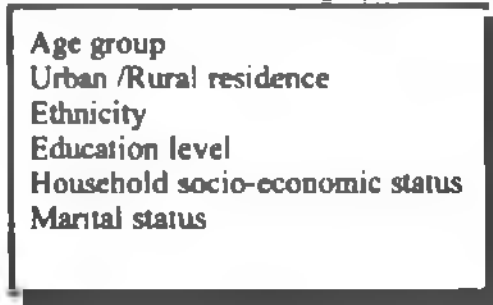 Age group
Urban /Rural residence
Ethnicity
Education level
Household socio-economic status
Marital status